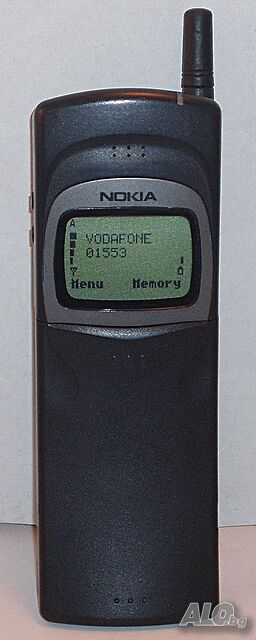 NOKIA
A
VODAFONE
01553
Menu Memory
ALO.bg